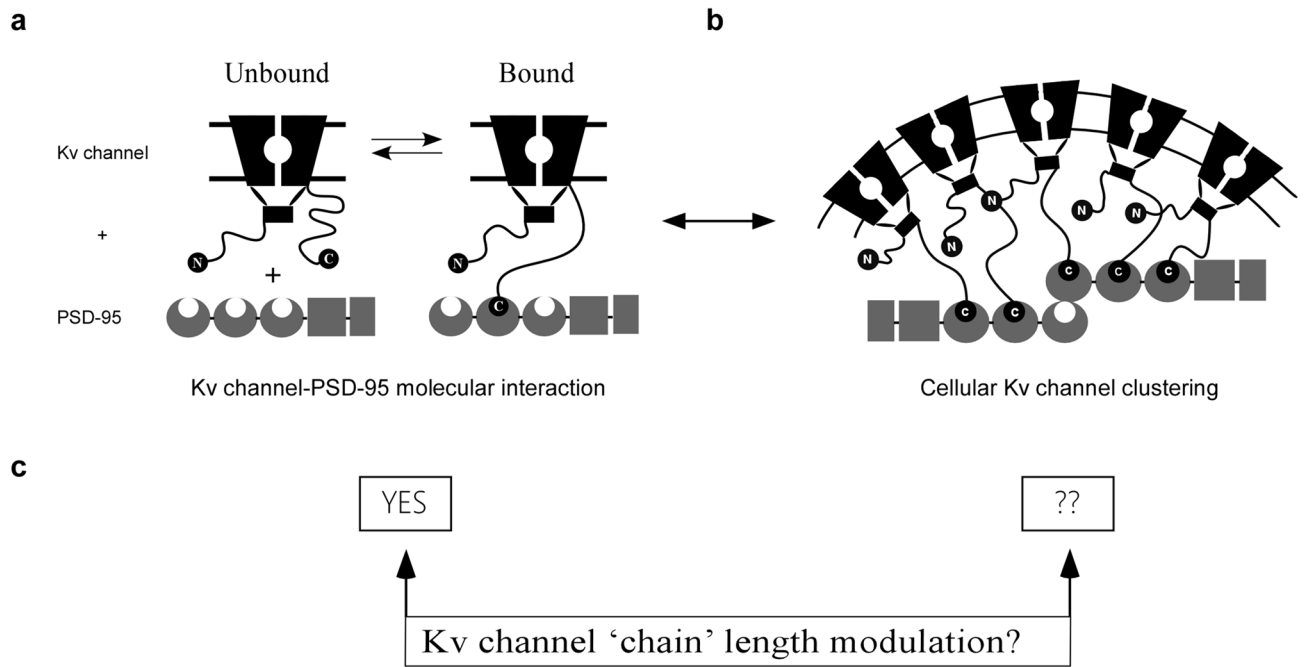 a
b
Unbound
Bound
Kv channel
+
PSD-95
N
C
+
N
C
N
N
N
N
N
c
c
c
c
c
Kv channel-PSD-95 molecular interaction
Cellular Kv channel clustering
c
YES
??
Kv channel ‘chain’ length modulation?